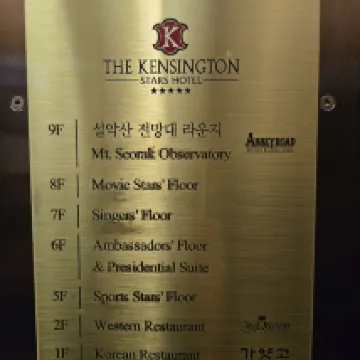 K
THE KENSINGTON
STARS HOTEL
★★★★★
9F 설악산 전망대 라운지
Mt. Seorak Observatory
ABBEYROAD
8F Movie Stars' Floor
7F Singers' Floor
6F Ambassadors' Floor
& Presidential Suite
5F Sports Stars' Floor
2F Western Restaurant
1F Korean Restaurant